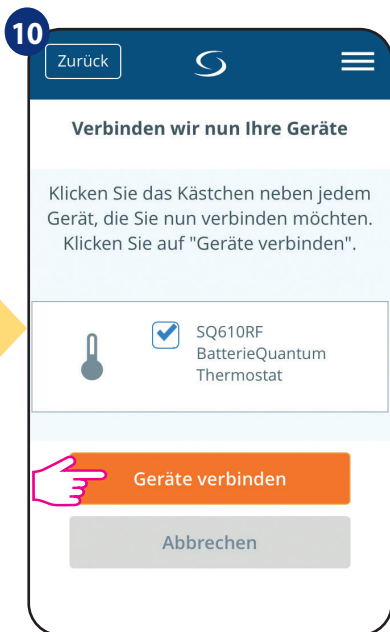 10
Zurück
Verbinden wir nun Ihre Geräte
Klicken Sie das Kästchen neben jedem
Gerät, die Sie nun verbinden möchten.
Klicken Sie auf "Geräte verbinden".
SQ610RF
BatterieQuantum
Thermostat
Geräte verbinden
Abbrechen